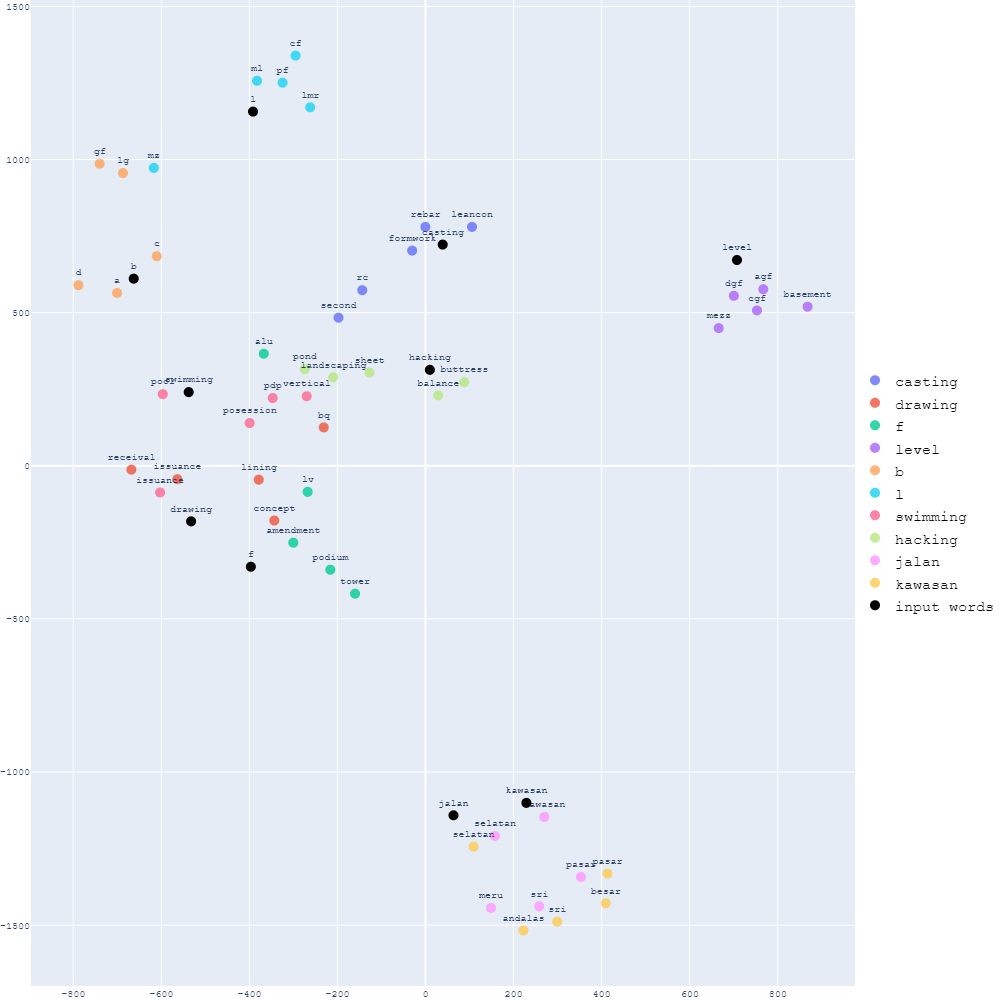 1500
cf
ml
pf
lmr
l
1000
gf
lg
mz
rebar
leancon
casting
formwork
c
level
d
b
a
rc
dgf
agf
basement
second
cgf
mezz
500
alu
pond
landscaping
sheet
hacking
buttress
balance
pool
swimming
pdp
vertical
posession
bq
receival
issuance
lining
0
issuance
lv
drawing
concept
amendment
f
podium
tower
-500
-1000
kawasan
jalan
kawasan
selatan
selatan
pasar
pasar
meru
sri
besar
andalas
sri
-1500
-800
-600
-400
-200
0
200
400
600
800
casting
drawing
f
level
b
l
swimming
hacking
jalan
kawasan
input words